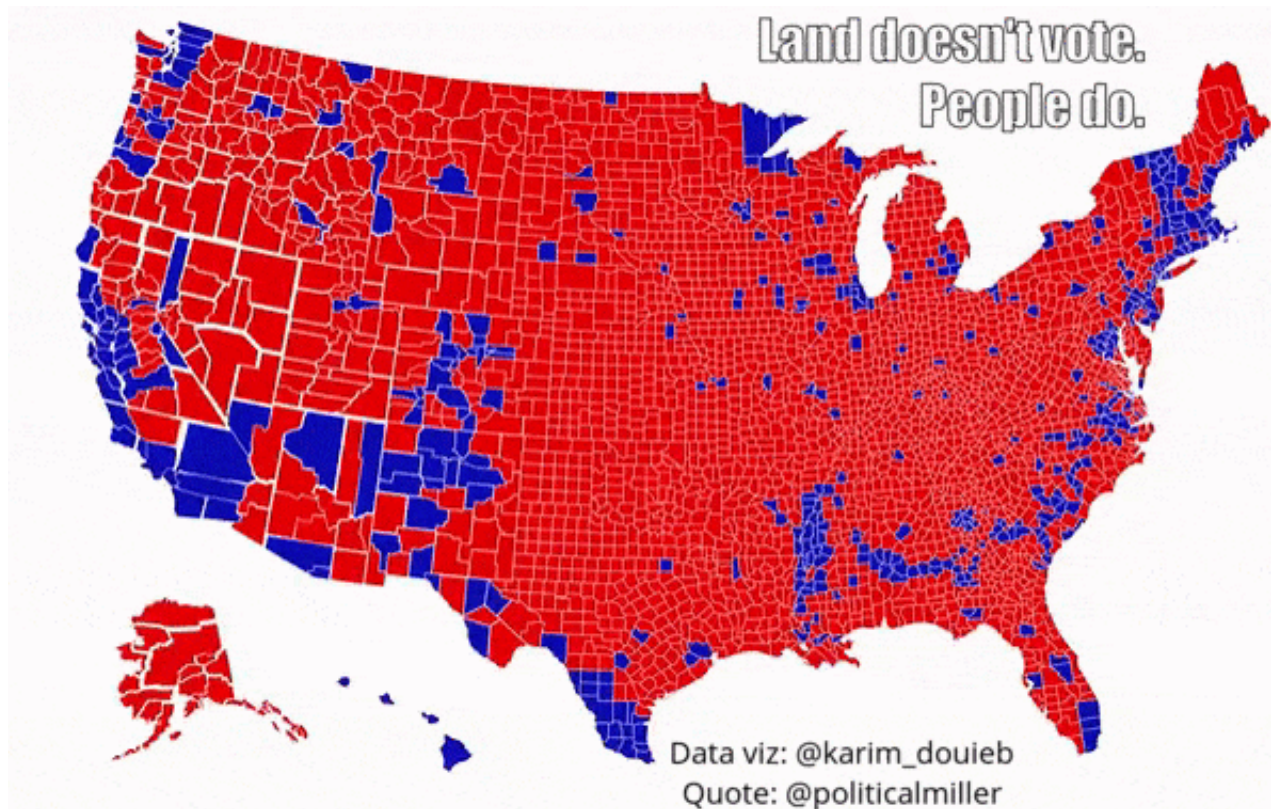 Land doesn't vote.
People do.
Data viz: @karim_douieb
Quote: @politicalmiller